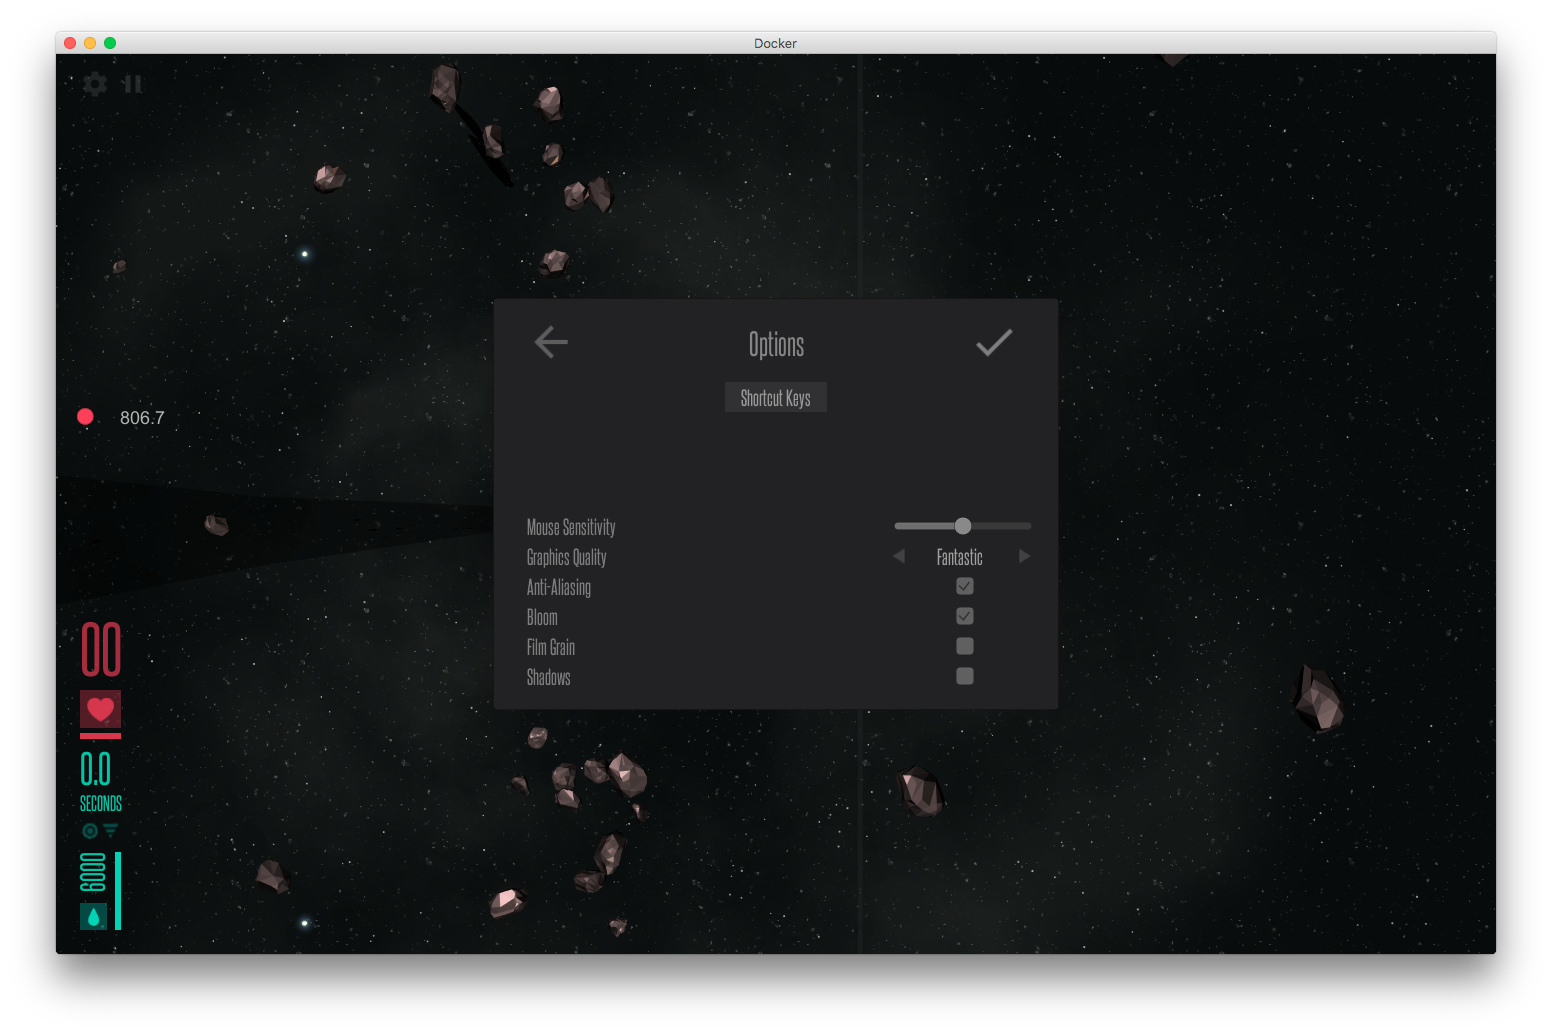 Docker
Options
Shortcut Keys
806.7
Mouse Sensitivity
Graphics Quality Fantastic
Anti-Aliasing
Bloom
Film Grain
Shadows
00
0.0
SECONDS
6000